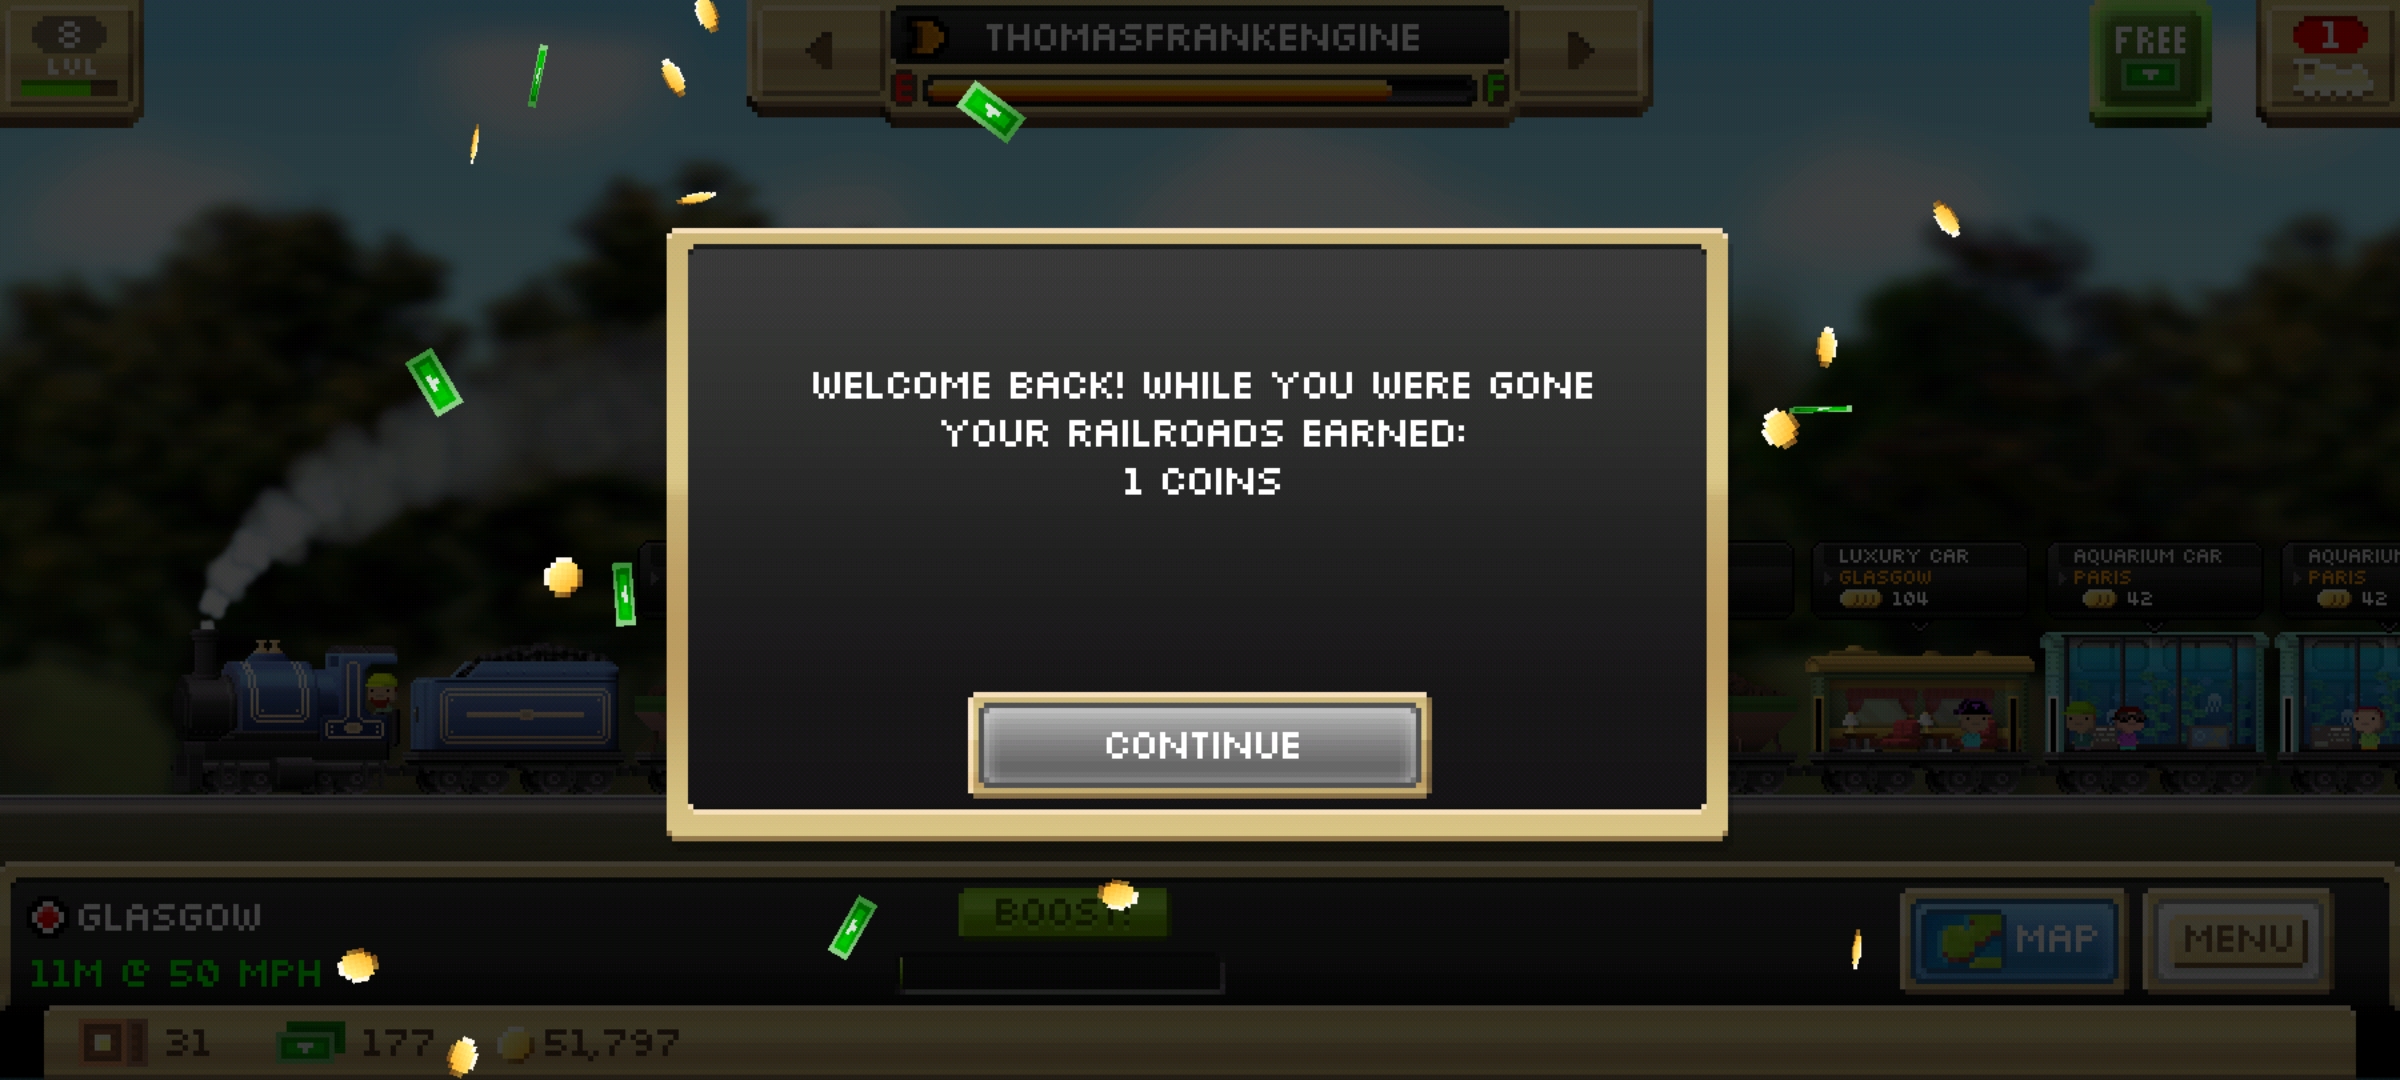 8
LVL
THOMASFRANKENGINE
E F
FREE
1
WELCOME BACK! WHILE YOU WERE GONE
YOUR RAILROADS EARNED:
1 COINS
CONTINUE
LUXURY CAR
GLASGOW
104
AQUARIUM CAR
PARIS
42
PARIS
42
GLASGOW
11M @ 50 MPH
MAP
MENU
31
177
51,797